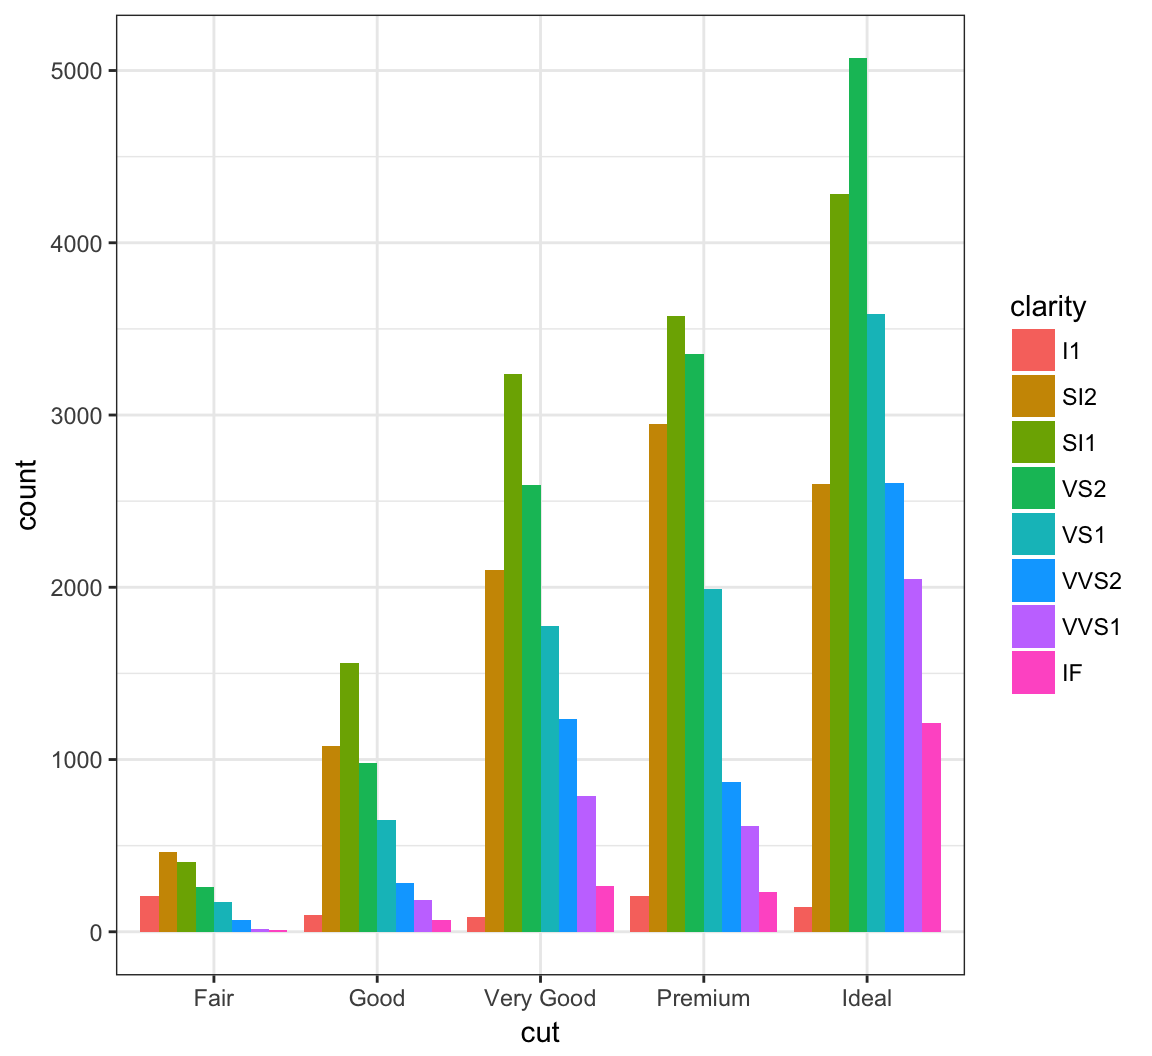 5000
4000
3000
2000
1000
0
count
Fair Good Very Good Premium Ideal
cut
clarity
I1
SI2
SI1
VS2
VS1
VVS2
VVS1
IF